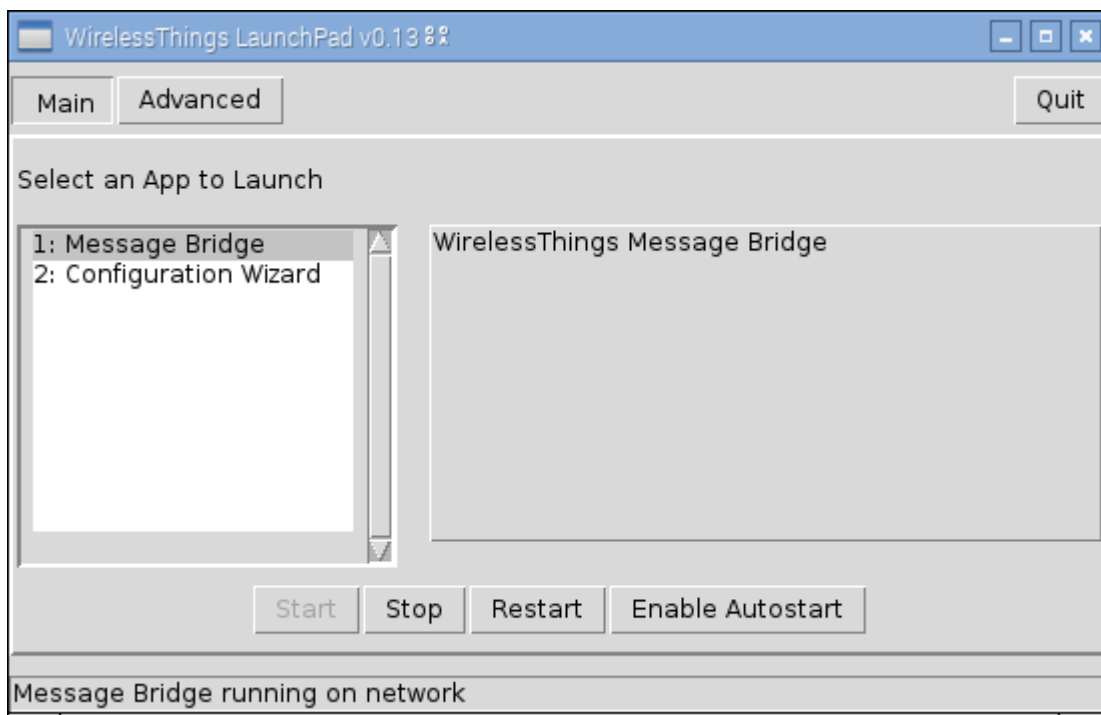 WirelessThings LaunchPad v0.13
Main Advanced Quit
Select an App to Launch
1: Message Bridge
2: Configuration Wizard
WirelessThings Message Bridge
Start Stop Restart Enable Autostart
Message Bridge running on network